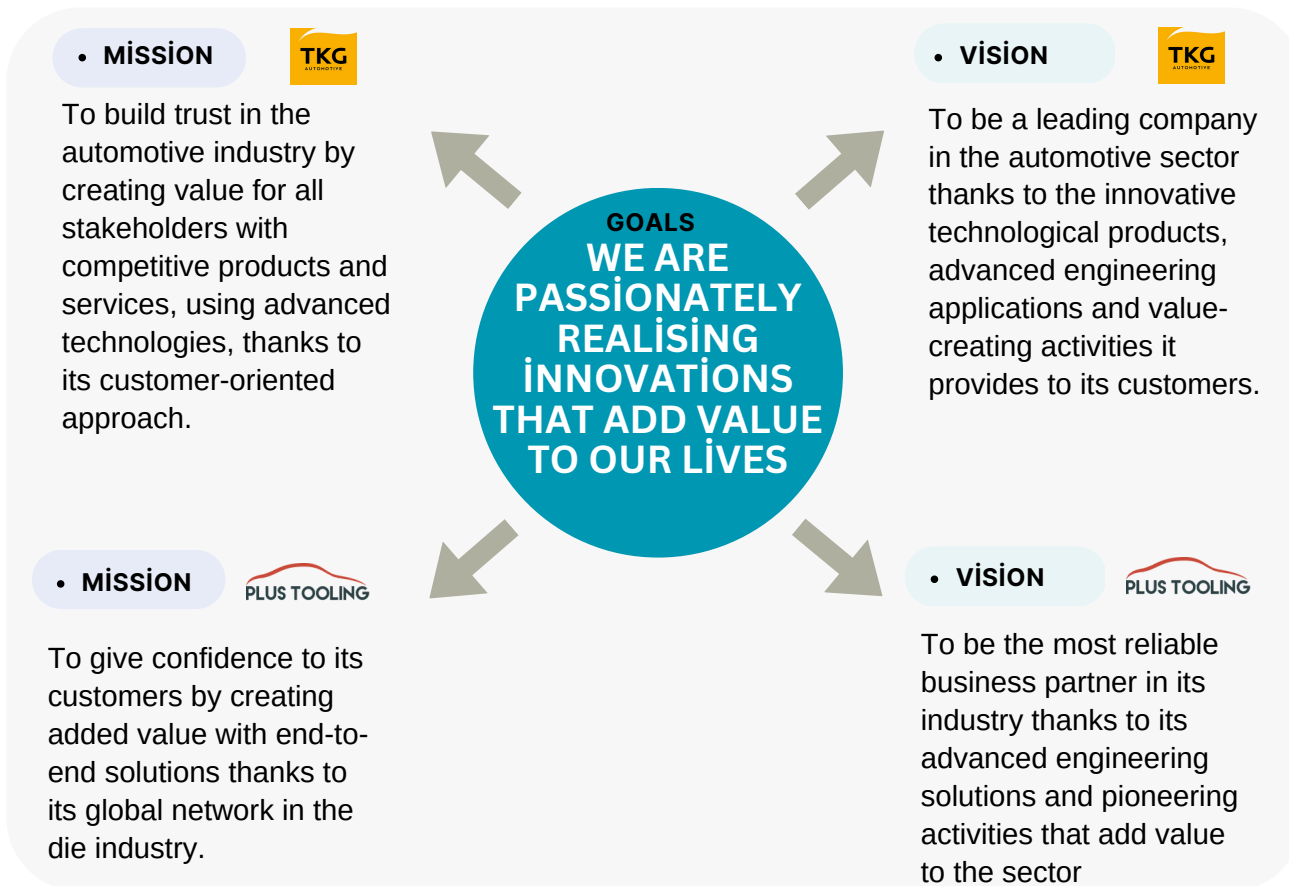 • MİSSİON
TKG
AUTOMOTIVE
To build trust in the
automotive industry by
creating value for all
stakeholders with
competitive products and
services, using advanced
technologies, thanks to
its customer-oriented
approach.
• VİSİON
TKG
AUTOMOTIVE
To be a leading company
in the automotive sector
thanks to the innovative
technological products,
advanced engineering
applications and value-
creating activities it
provides to its customers.
GOALS
WE ARE
PASSİONATELY
REALİSİNG
İNNOVATİONS
THAT ADD VALUE
TO OUR LİVES
• MİSSİON
PLUS TOOLING
To give confidence to its
customers by creating
added value with end-to-
end solutions thanks to
its global network in the
die industry.
• VİSİON
PLUS TOOLING
To be the most reliable
business partner in its
industry thanks to its
advanced engineering
solutions and pioneering
activities that add value
to the sector